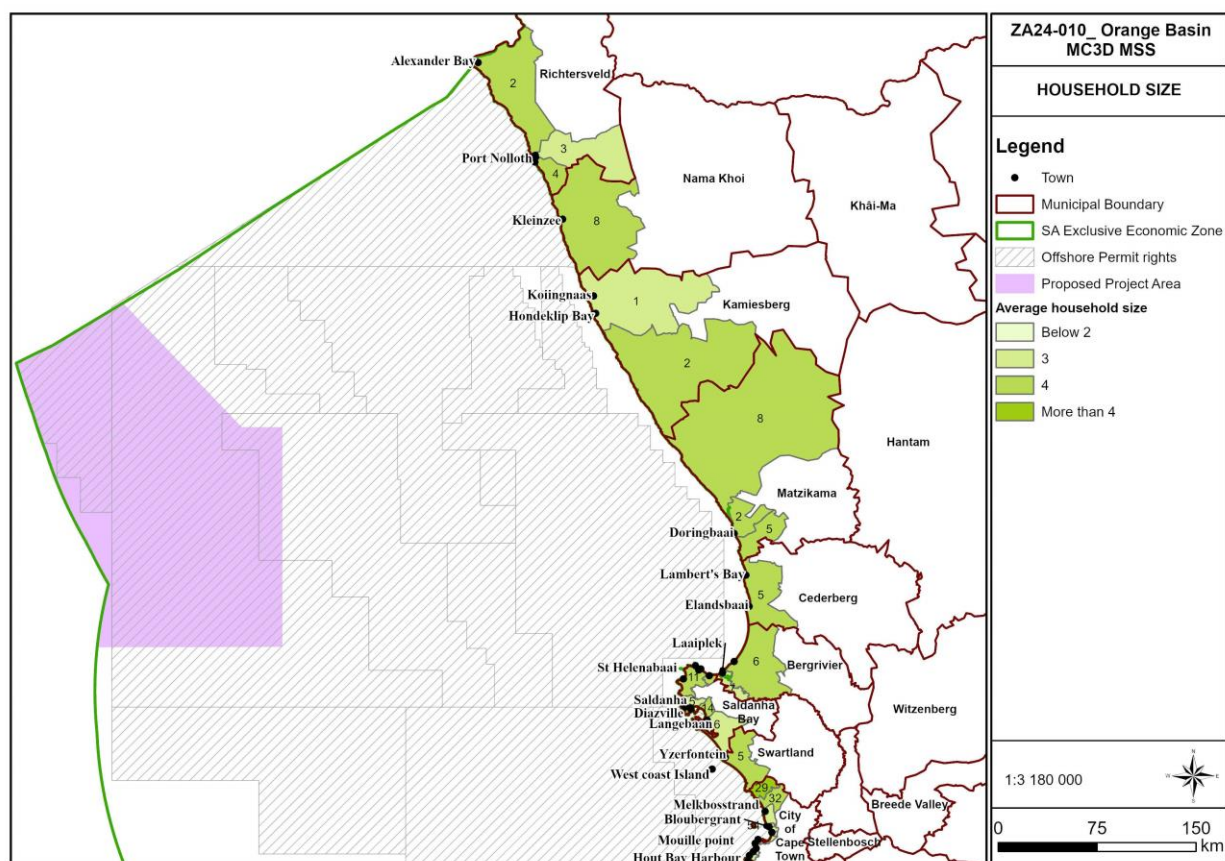 ZA24-010_ Orange Basin
MC3D MSS
HOUSEHOLD SIZE
Legend
Town
Municipal Boundary
SA Exclusive Economic Zone
Offshore Permit rights
Proposed Project Area
Average household size
Below 2
3
4
More than 4
1:3 180 000
N
W
E
S
0 75 150
km
Alexander Bay
2
Richtersveld
Port Nolloth
3
4
Nama Khoi
Khâi-Ma
Kleinzee
8
Koiingnaas
1
Kamiesberg
Hondeklip Bay
2
8
Hantam
Matzikama
2
5
Doringbaai
Lambert's Bay
5
Cederberg
Elandsbaai
Laaiplek
6
Bergrivier
St Helenabaai
11
7
Saldanha
5
14
Saldanha
Bay
Witzenberg
Diazville
Langebaan
6
Swartland
Yzerfontein
5
West coast Island
29
32
Breede Valley
Melkbosstrand
Bloubergrant
City
of
Cape
Town
Mouille point
Stellenbosch
Hout Bay Harbour